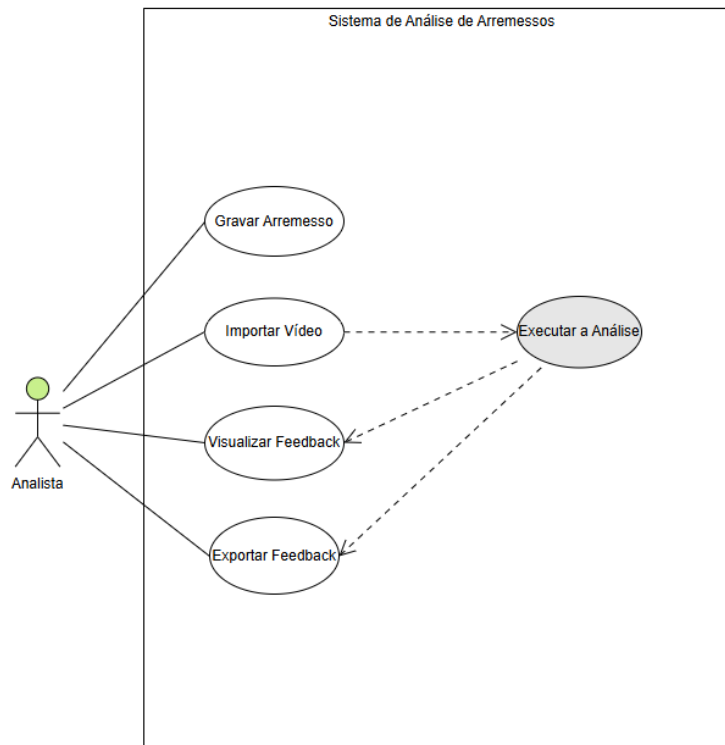 Sistema de Análise de Arremessos
Gravar Arremesso
Importar Vídeo
Executar a Análise
Visualizar Feedback
Analista
Exportar Feedback